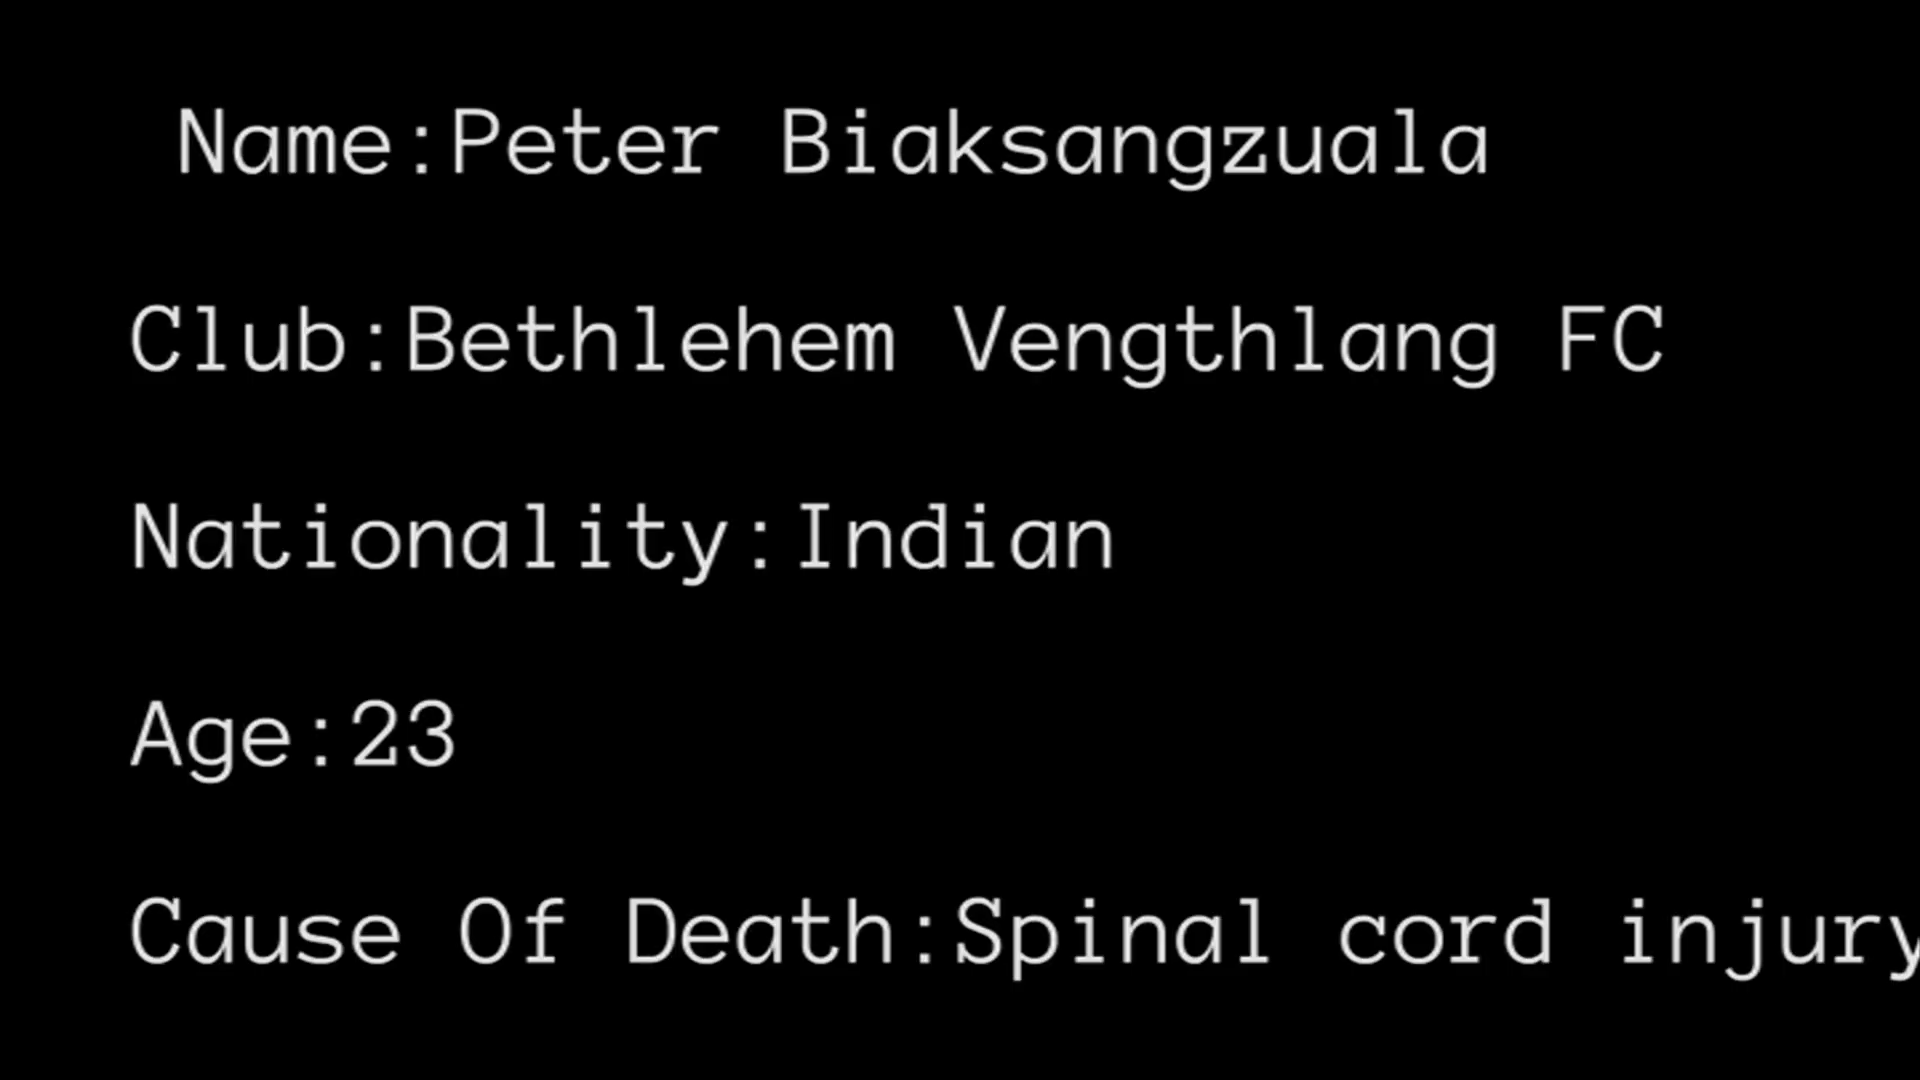 Name:Peter Biaksangzuala
Club:Bethlehem Vengthlang FC
Nationality:Indian
Age:23
Cause Of Death:Spinal cord injury